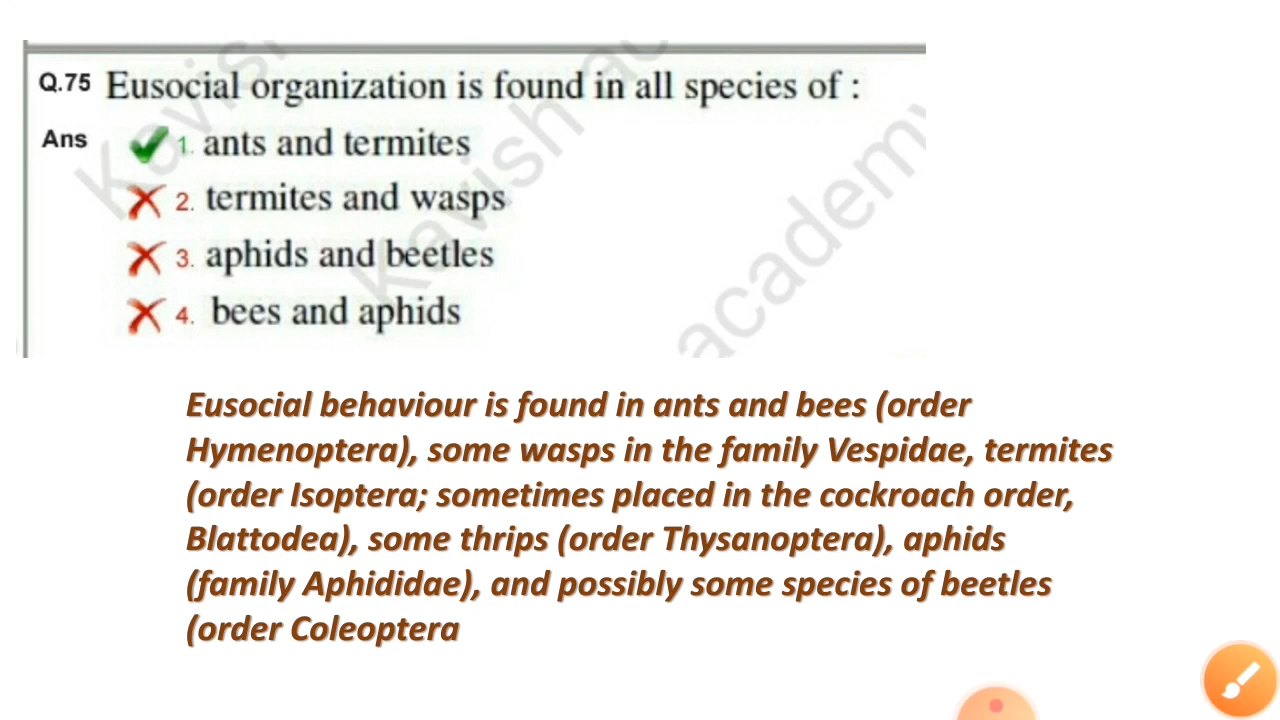 Q.75 Eusocial organization is found in all species of :
Ans 1. ants and termites
2. termites and wasps
3. aphids and beetles
4. bees and aphids
Kavish academy
Eusocial behaviour is found in ants and bees (order
Hymenoptera), some wasps in the family Vespidae, termites
(order Isoptera; sometimes placed in the cockroach order,
Blattodea), some thrips (order Thysanoptera), aphids
(family Aphididae), and possibly some species of beetles
(order Coleoptera